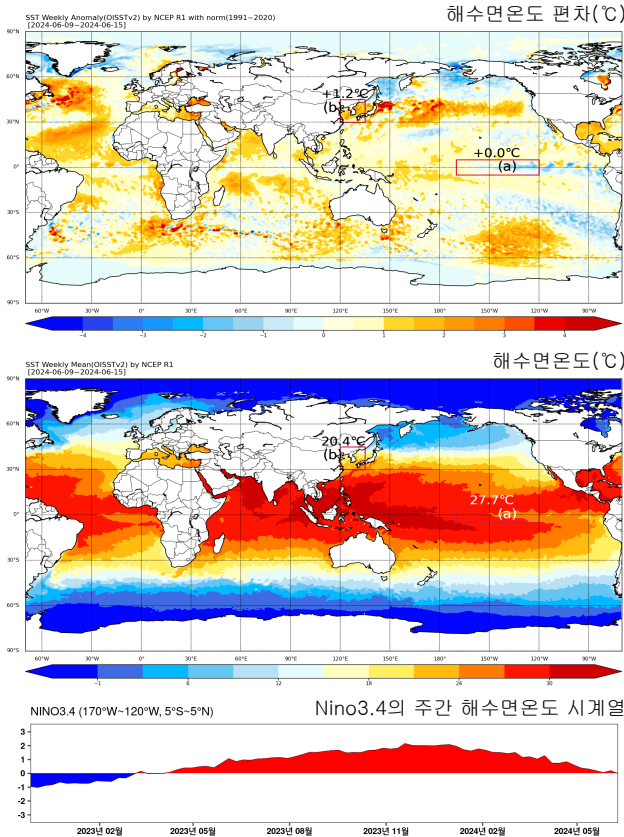 해수면온도 편차(℃)
SST Weekly Anomaly(OISSTv2) by NCEP R1 with norm(1991~2020)
[2024-06-09~2024-06-15]
90°N
60°N
30°N
0°
30°S
60°S
90°S
+1.2℃
(b)
+0.0℃
(a)
60°W 30°W 0° 30°E 60°E 90°E 120°E 150°E 180° 150°W 120°W 90°W
−4 −3 −2 −1 0 1 2 3 4
해수면온도(℃)
SST Weekly Mean(OISSTv2) by NCEP R1
[2024-06-09~2024-06-15]
90°N
60°N
30°N
0°
30°S
60°S
90°S
20.4℃
(b)
27.7℃
(a)
60°W 30°W 0° 30°E 60°E 90°E 120°E 150°E 180° 150°W 120°W 90°W
−1 6 12 18 24 30
NINO3.4 (170°W~120°W, 5°S~5°N)
Nino3.4의 주간 해수면온도 시계열
3
2
1
0
-1
-2
-3
2023년 02월 2023년 05월 2023년 08월 2023년 11월 2024년 02월 2024년 05월